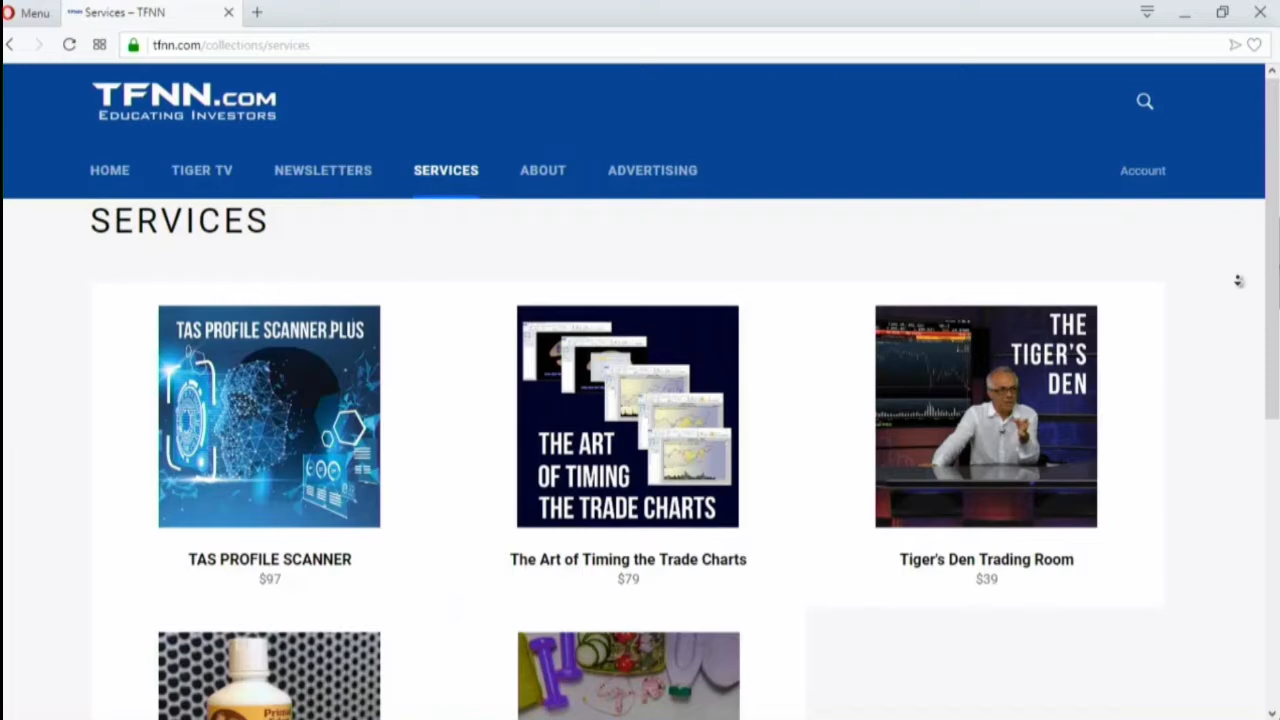 Menu
Services – TFNN
tfnn.com/collections/services
TFNN.COM
EDUCATING INVESTORS
HOME
TIGER TV
NEWSLETTERS
SERVICES
ABOUT
ADVERTISING
Account
SERVICES
TAS PROFILE SCANNER PLUS
THE ART
OF TIMING
THE TRADE CHARTS
THE
TIGER'S
DEN
TAS PROFILE SCANNER
$97
The Art of Timing the Trade Charts
$79
Tiger's Den Trading Room
$39